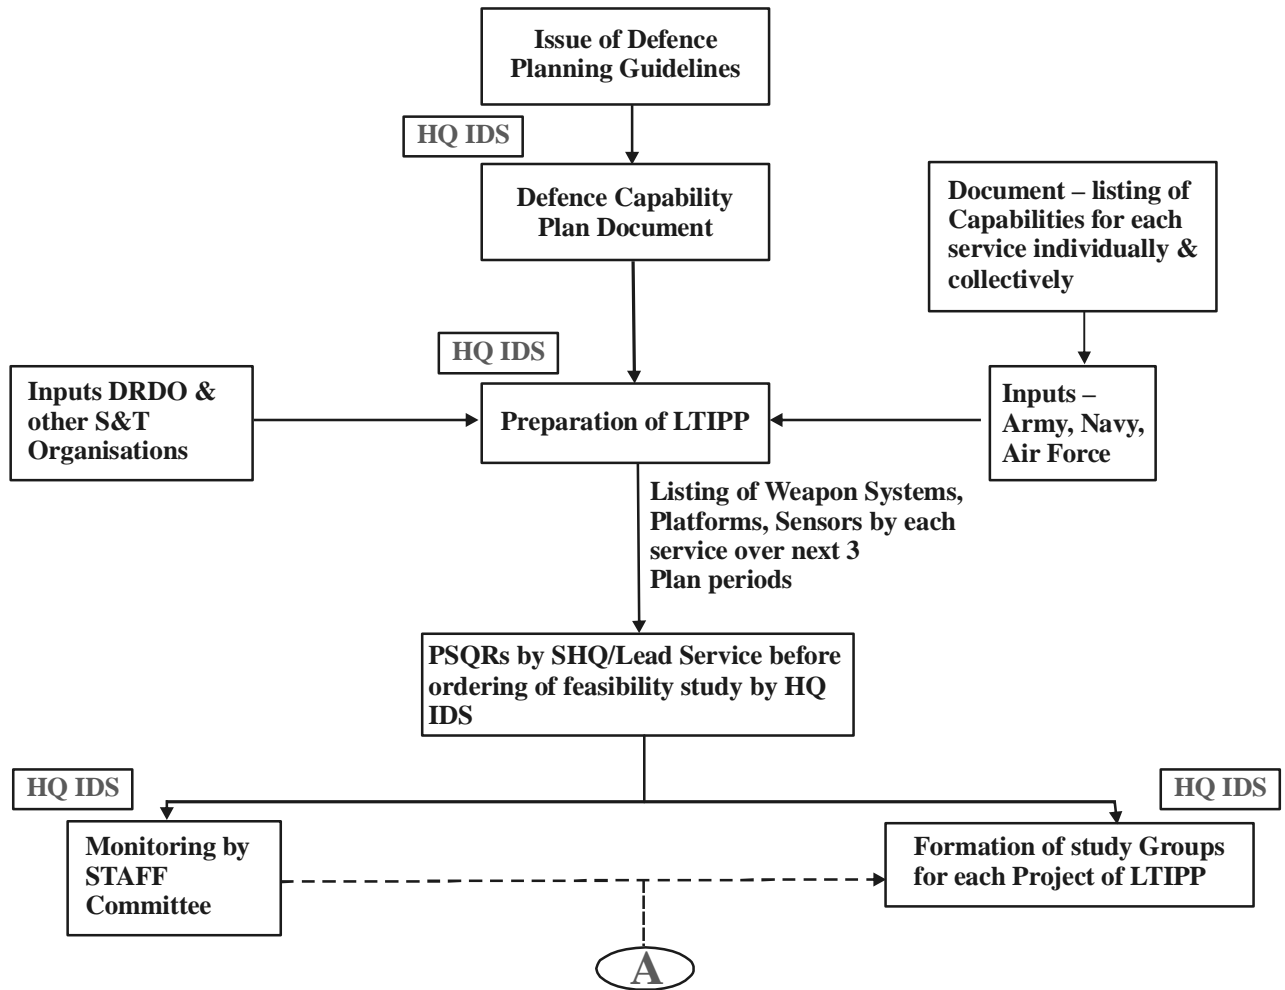 Issue of Defence
Planning Guidelines
HQ IDS
Defence Capability
Plan Document
Document – listing of
Capabilities for each
service individually &
collectively
HQ IDS
Inputs DRDO &
other S&T
Organisations
Preparation of LTIPP
Inputs –
Army, Navy,
Air Force
Listing of Weapon Systems,
Platforms, Sensors by each
service over next 3
Plan periods
PSQRs by SHQ/Lead Service before
ordering of feasibility study by HQ
IDS
HQ IDS
HQ IDS
Monitoring by
STAFF
Committee
Formation of study Groups
for each Project of LTIPP
A